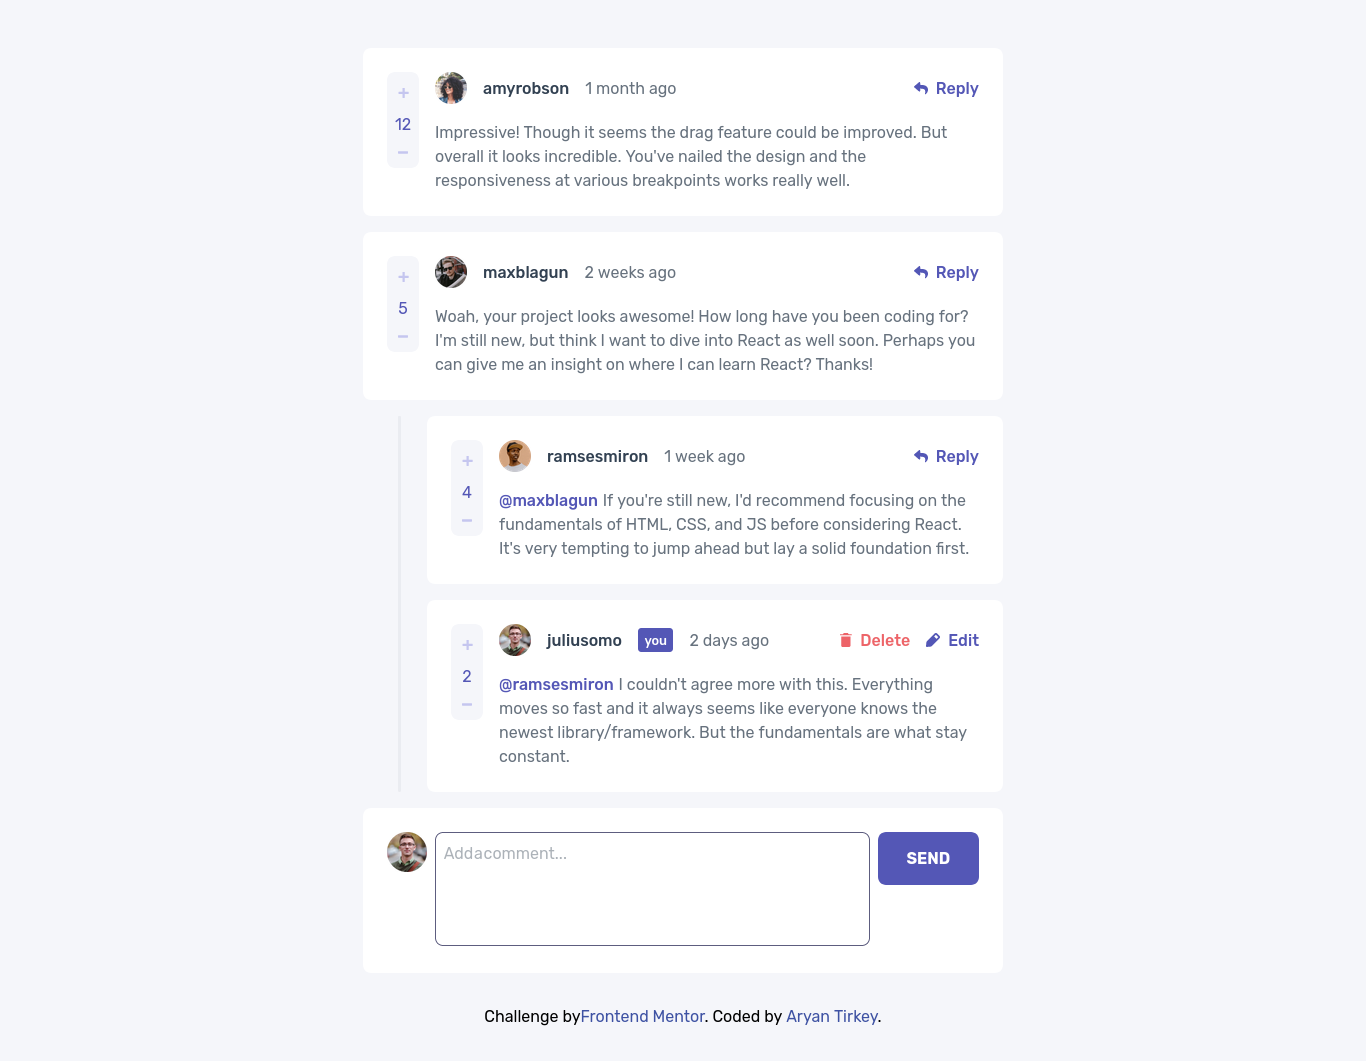 +
12
−
amyrobson 1 month ago Reply
Impressive! Though it seems the drag feature could be improved. But
overall it looks incredible. You've nailed the design and the
responsiveness at various breakpoints works really well.
+
5
−
maxblagun 2 weeks ago Reply
Woah, your project looks awesome! How long have you been coding for?
I'm still new, but think I want to dive into React as well soon. Perhaps you
can give me an insight on where I can learn React? Thanks!
+
4
−
ramsesmiron 1 week ago Reply
@maxblagun If you're still new, I'd recommend focusing on the
fundamentals of HTML, CSS, and JS before considering React.
It's very tempting to jump ahead but lay a solid foundation first.
+
2
−
juliusomo you 2 days ago Delete Edit
@ramsesmiron I couldn't agree more with this. Everything
moves so fast and it always seems like everyone knows the
newest library/framework. But the fundamentals are what stay
constant.
Addacomment...
SEND
Challenge byFrontend Mentor. Coded by Aryan Tirkey.